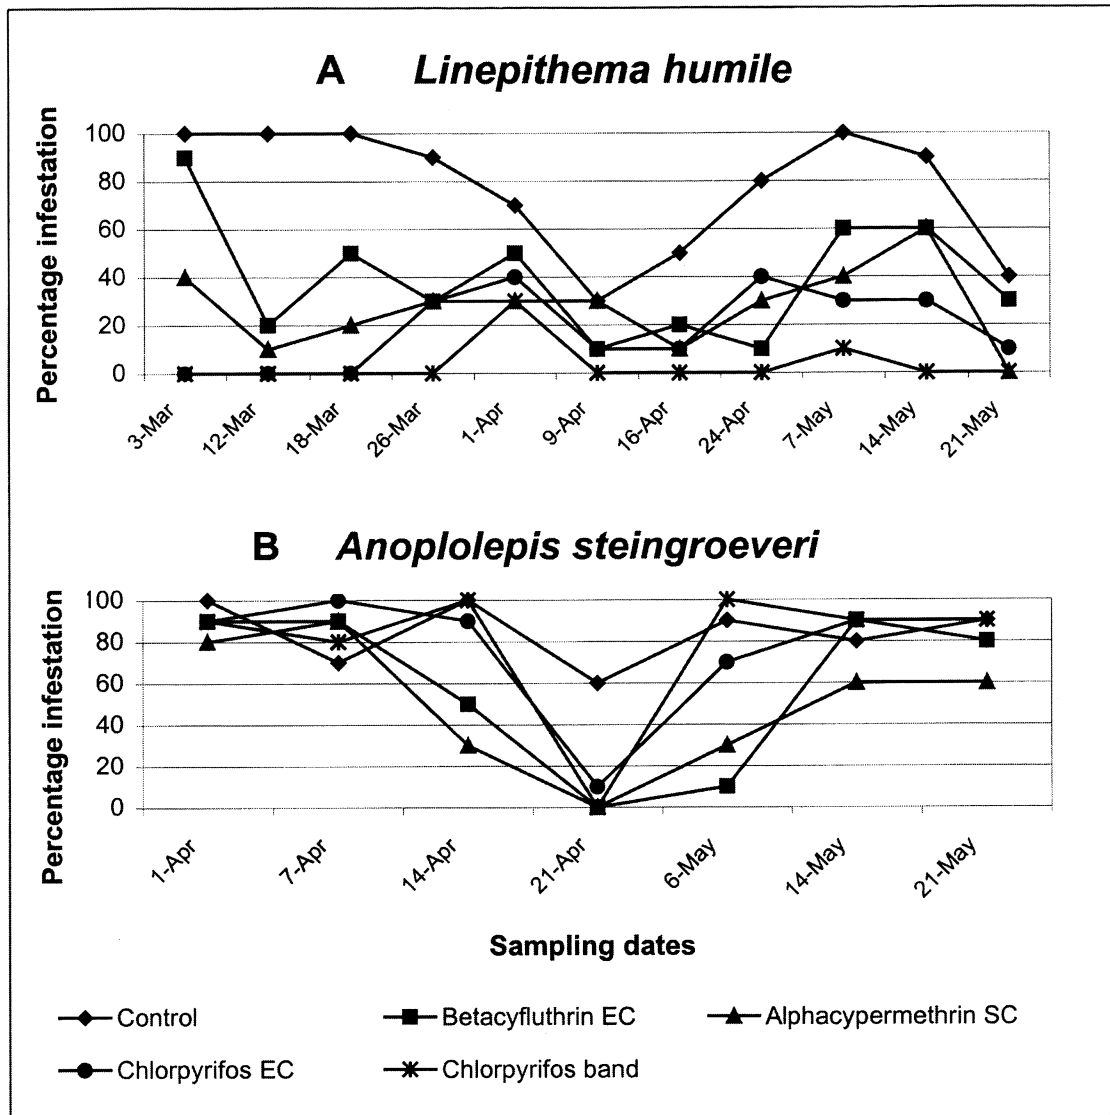 A Linepithema humile
Percentage infestation
100
80
60
40
20
0
3-Mar
12-Mar
18-Mar
26-Mar
1-Apr
9-Apr
16-Apr
24-Apr
7-May
14-May
21-May
B Anoplolepis steingroeveri
Percentage infestation
100
80
60
40
20
0
1-Apr
7-Apr
14-Apr
21-Apr
6-May
14-May
21-May
Sampling dates
Control
Betacyfluthrin EC
Alphacypermethrin SC
Chlorpyrifos EC
Chlorpyrifos band